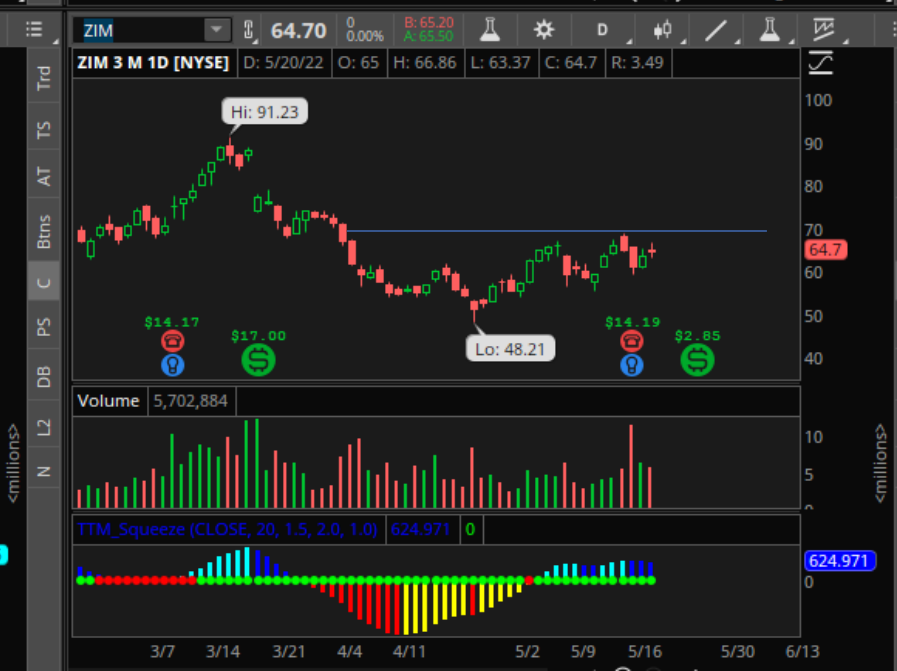 ZIM
64.70
0
0.00%
B: 65.20
A: 65.50
D
ZIM 3 M 1D [NYSE]
D: 5/20/22
O: 65
H: 66.86
L: 63.37
C: 64.7
R: 3.49
Trd
TS
AT
Btns
C
PS
DB
L2
N
<millions>
Hi: 91.23
Lo: 48.21
$14.17
$17.00
$14.19
$2.85
100
90
80
70
64.7
60
50
40
Volume
5,702,884
10
5
0
<millions>
TTM_Squeeze (CLOSE, 20, 1.5, 2.0, 1.0)
624.971
0
624.971
0
3/7
3/14
3/21
4/4
4/11
5/2
5/9
5/16
5/30
6/13